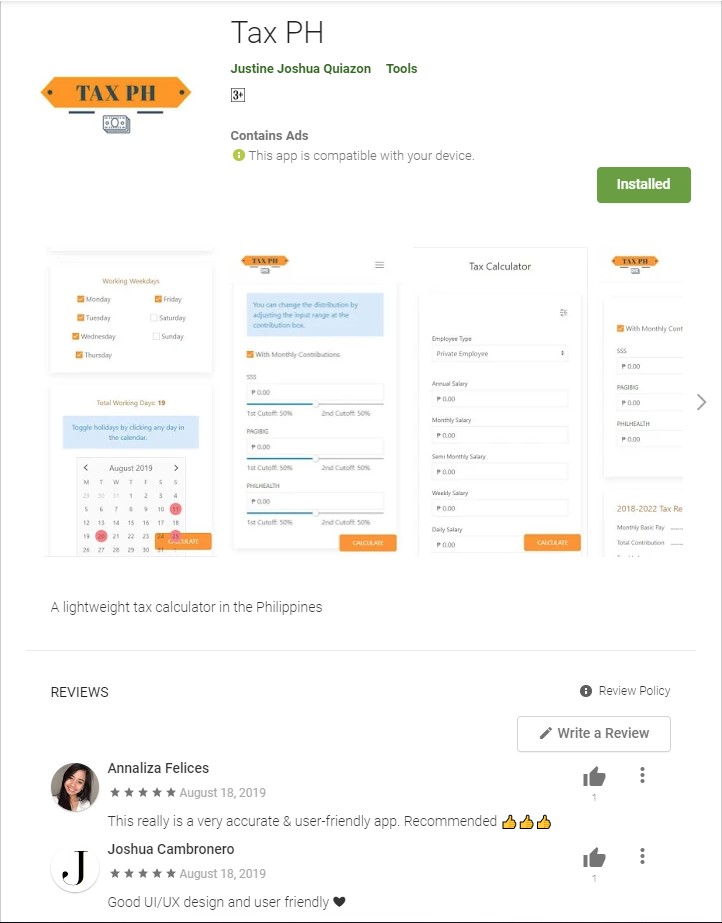 Tax PH
Justine Joshua Quiazon Tools
3+
TAX PH
Contains Ads
This app is compatible with your device.
Installed
Working Weekdays
Monday Friday
Tuesday Saturday
Wednesday Sunday
Thursday
Total Working Days: 19
Toggle holidays by clicking any day in
the calendar.
August 2019
M T W T F S S
29 30 31 1 2 3 4
5 6 7 8 9 10 11
12 13 14 15 16 17 18
19 20 21 22 23 24 25
CALCULATE
26 27 28 29 30 31 1
TAX PH
You can change the distribution by
adjusting the input range at the
contribution box.
With Monthly Contributions
SSS
₱ 0.00
1st Cutoff: 50% 2nd Cutoff: 50%
PAGIBIG
₱ 0.00
1st Cutoff: 50% 2nd Cutoff: 50%
PHILHEALTH
₱ 0.00
1st Cutoff: 50% 2nd Cutoff: 50%
CALCULATE
Tax Calculator
Employee Type
Private Employee
Annual Salary
₱ 0.00
Monthly Salary
₱ 0.00
Semi Monthly Salary
₱ 0.00
Weekly Salary
₱ 0.00
Daily Salary
₱ 0.00
CALCULATE
TAX PH
With Monthly Cont
SSS
₱ 0.00
PAGIBIG
₱ 0.00
PHILHEALTH
₱ 0.00
2018-2022 Tax Re
Monthly Basic Pay
Total Contribution
A lightweight tax calculator in the Philippines
REVIEWS
Review Policy
Write a Review
Annaliza Felices
★★★★★ August 18, 2019
1
This really is a very accurate & user-friendly app. Recommended 👍👍👍
J
Joshua Cambronero
★★★★★ August 18, 2019
1
Good UI/UX design and user friendly ♥